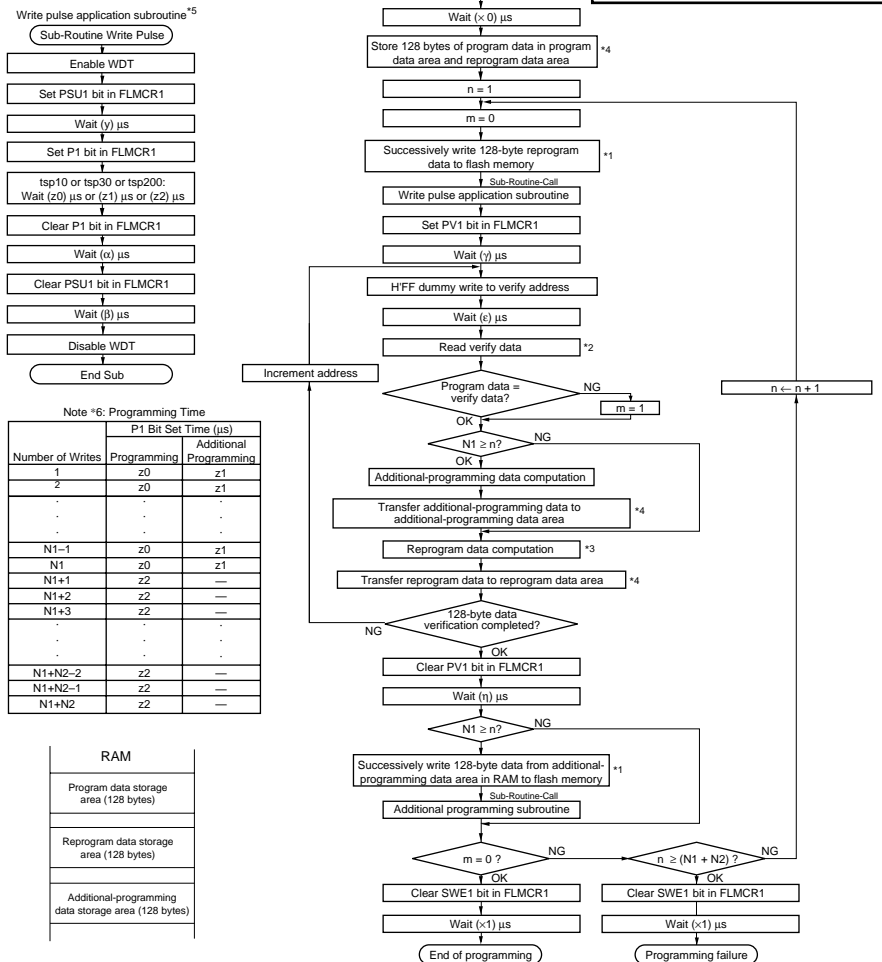 Write pulse application subroutine*5
Sub-Routine Write Pulse
Enable WDT
Set PSU1 bit in FLMCR1
Wait (y) μs
Set P1 bit in FLMCR1
tsp10 or tsp30 or tsp200:
Wait (z0) μs or (z1) μs or (z2) μs
Clear P1 bit in FLMCR1
Wait (α) μs
Clear PSU1 bit in FLMCR1
Wait (β) μs
Disable WDT
End Sub
Note *6: Programming Time
P1 Bit Set Time (μs)
Number of Writes Programming Additional
Programming
1 z0 z1
2 z0 z1
. . .
. . .
. . .
N1–1 z0 z1
N1 z0 z1
N1+1 z2 —
N1+2 z2 —
N1+3 z2 —
. . .
. . .
. . .
N1+N2–2 z2 —
N1+N2–1 z2 —
N1+N2 z2 —
RAM
Program data storage
area (128 bytes)
Reprogram data storage
area (128 bytes)
Additional-programming
data storage area (128 bytes)
Wait (×0) μs
Store 128 bytes of program data in program
data area and reprogram data area
*4
n = 1
m = 0
Successively write 128-byte reprogram
data to flash memory
*1
Sub-Routine-Call
Write pulse application subroutine
Set PV1 bit in FLMCR1
Wait (γ) μs
H'FF dummy write to verify address
Wait (ε) μs
Read verify data
*2
Increment address
Program data =
verify data?
NG
m = 1
OK
n ← n + 1
N1 ≥ n?
NG
OK
Additional-programming data computation
Transfer additional-programming data to
additional-programming data area
*4
Reprogram data computation
*3
Transfer reprogram data to reprogram data area
*4
128-byte data
verification completed?
NG
OK
Clear PV1 bit in FLMCR1
Wait (η) μs
N1 ≥ n?
NG
OK
Successively write 128-byte data from additional-
programming data area in RAM to flash memory
*1
Sub-Routine-Call
Additional programming subroutine
m = 0 ?
NG
n ≥ (N1 + N2) ?
NG
OK
OK
Clear SWE1 bit in FLMCR1
Clear SWE1 bit in FLMCR1
Wait (×1) μs
Wait (×1) μs
End of programming
Programming failure